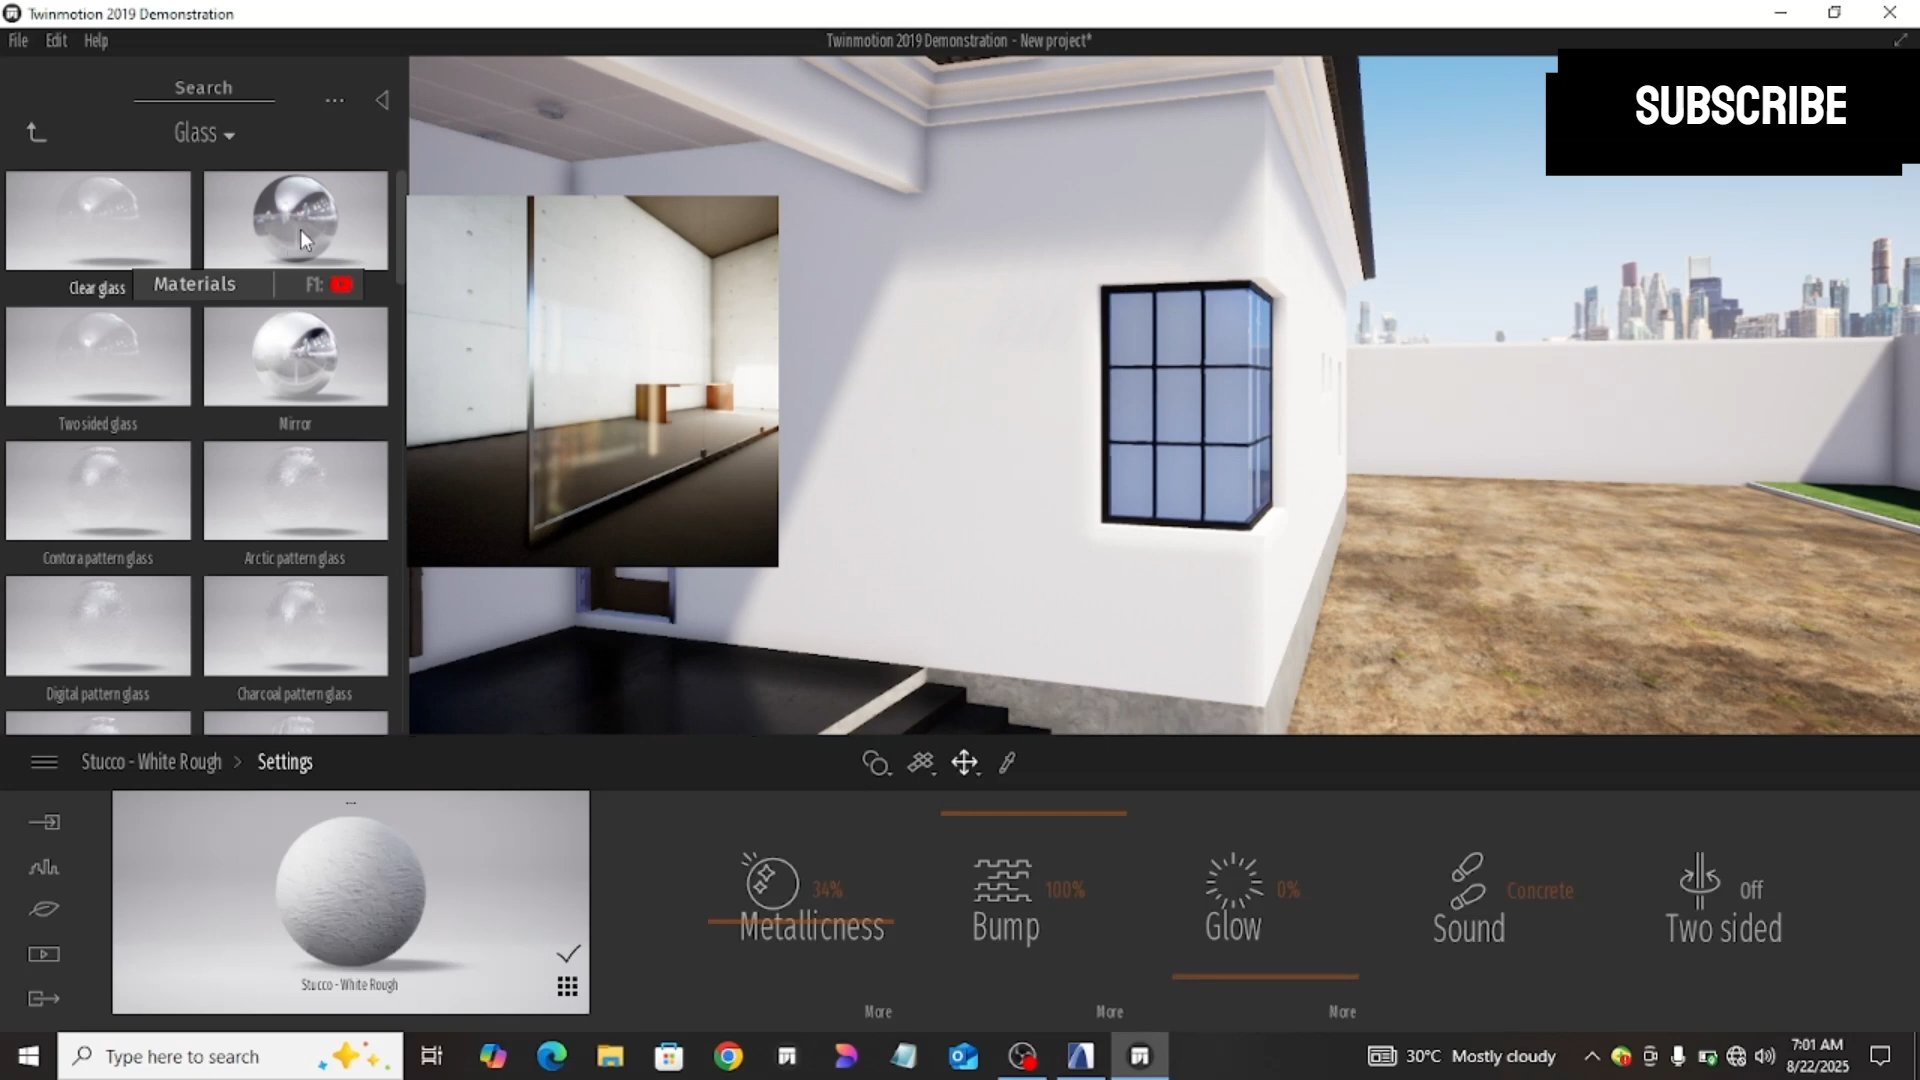 Twinmotion 2019 Demonstration
File Edit Help
Twinmotion 2019 Demonstration - New project*
Search
Glass
SUBSCRIBE
Clear glass
Materials F1:
Two sided glass
Mirror
Contora pattern glass
Arctic pattern glass
Digital pattern glass
Charcoal pattern glass
Stucco - White Rough > Settings
34%
Metallicness
100%
Bump
0%
Glow
Concrete
Sound
Off
Two sided
Stucco - White Rough
More
More
More
Type here to search
30°C Mostly cloudy
7:01 AM
8/22/2025